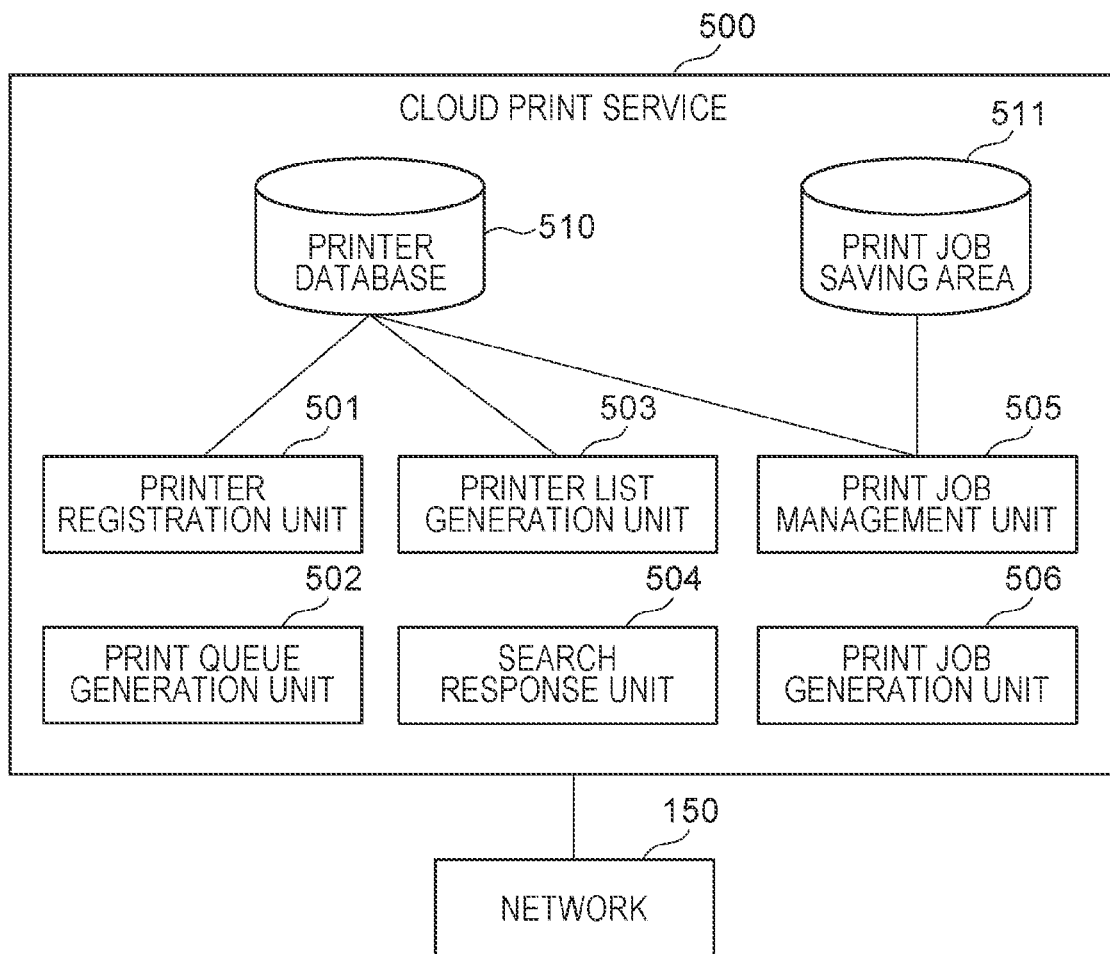 500
CLOUD PRINT SERVICE
511
510
PRINTER
DATABASE
PRINT JOB
SAVING AREA
501
503
505
PRINTER
REGISTRATION UNIT
PRINTER LIST
GENERATION UNIT
PRINT JOB
MANAGEMENT UNIT
502
504
506
PRINT QUEUE
GENERATION UNIT
SEARCH
RESPONSE UNIT
PRINT JOB
GENERATION UNIT
150
NETWORK